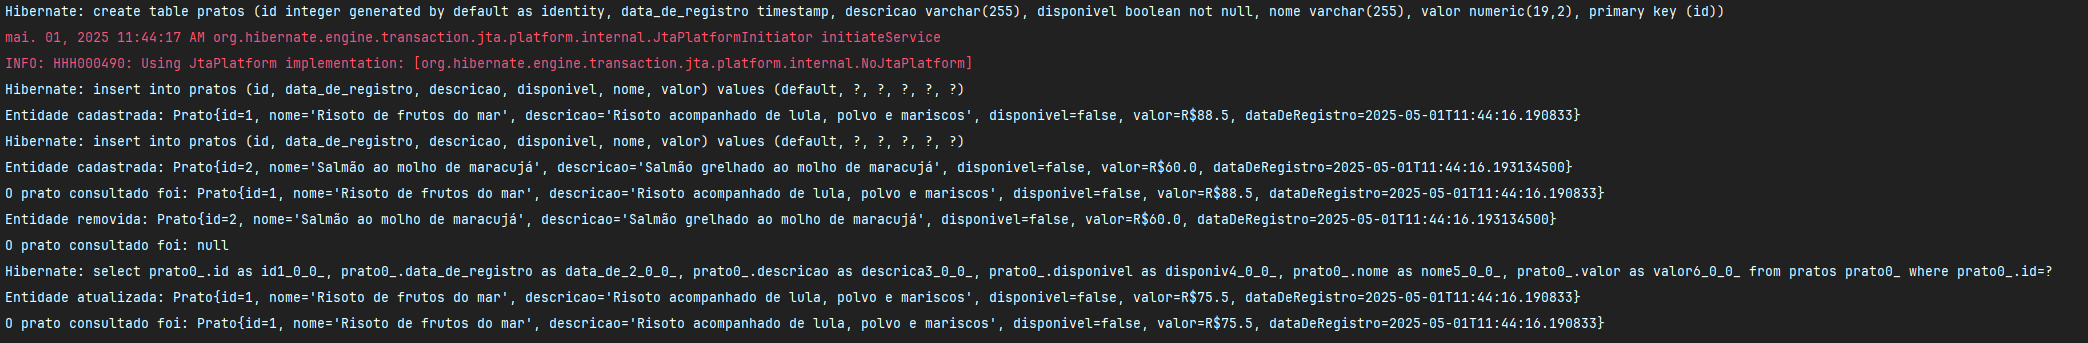 Hibernate: create table pratos (id integer generated by default as identity, data_de_registro timestamp, descricao varchar(255), disponivel boolean not null, nome varchar(255), valor numeric(19,2), primary key (id))
mai. 01, 2025 11:44:17 AM org.hibernate.engine.transaction.jta.platform.internal.JtaPlatformInitiator initiateService
INFO: HHH000490: Using JtaPlatform implementation: [org.hibernate.engine.transaction.jta.platform.internal.NoJtaPlatform]
Hibernate: insert into pratos (id, data_de_registro, descricao, disponivel, nome, valor) values (default, ?, ?, ?, ?, ?)
Entidade cadastrada: Prato{id=1, nome='Risoto de frutos do mar', descricao='Risoto acompanhado de lula, polvo e mariscos', disponivel=false, valor=R$88.5, dataDeRegistro=2025-05-01T11:44:16.190833}
Hibernate: insert into pratos (id, data_de_registro, descricao, disponivel, nome, valor) values (default, ?, ?, ?, ?, ?)
Entidade cadastrada: Prato{id=2, nome='Salmão ao molho de maracujá', descricao='Salmão grelhado ao molho de maracujá', disponivel=false, valor=R$60.0, dataDeRegistro=2025-05-01T11:44:16.193134500}
O prato consultado foi: Prato{id=1, nome='Risoto de frutos do mar', descricao='Risoto acompanhado de lula, polvo e mariscos', disponivel=false, valor=R$88.5, dataDeRegistro=2025-05-01T11:44:16.190833}
Entidade removida: Prato{id=2, nome='Salmão ao molho de maracujá', descricao='Salmão grelhado ao molho de maracujá', disponivel=false, valor=R$60.0, dataDeRegistro=2025-05-01T11:44:16.193134500}
O prato consultado foi: null
Hibernate: select prato0_.id as id1_0_0_, prato0_.data_de_registro as data_de_2_0_0_, prato0_.descricao as descrica3_0_0_, prato0_.disponivel as disponiv4_0_0_, prato0_.nome as nome5_0_0_, prato0_.valor as valor6_0_0_ from pratos prato0_ where prato0_.id=?
Entidade atualizada: Prato{id=1, nome='Risoto de frutos do mar', descricao='Risoto acompanhado de lula, polvo e mariscos', disponivel=false, valor=R$75.5, dataDeRegistro=2025-05-01T11:44:16.190833}
O prato consultado foi: Prato{id=1, nome='Risoto de frutos do mar', descricao='Risoto acompanhado de lula, polvo e mariscos', disponivel=false, valor=R$75.5, dataDeRegistro=2025-05-01T11:44:16.190833}